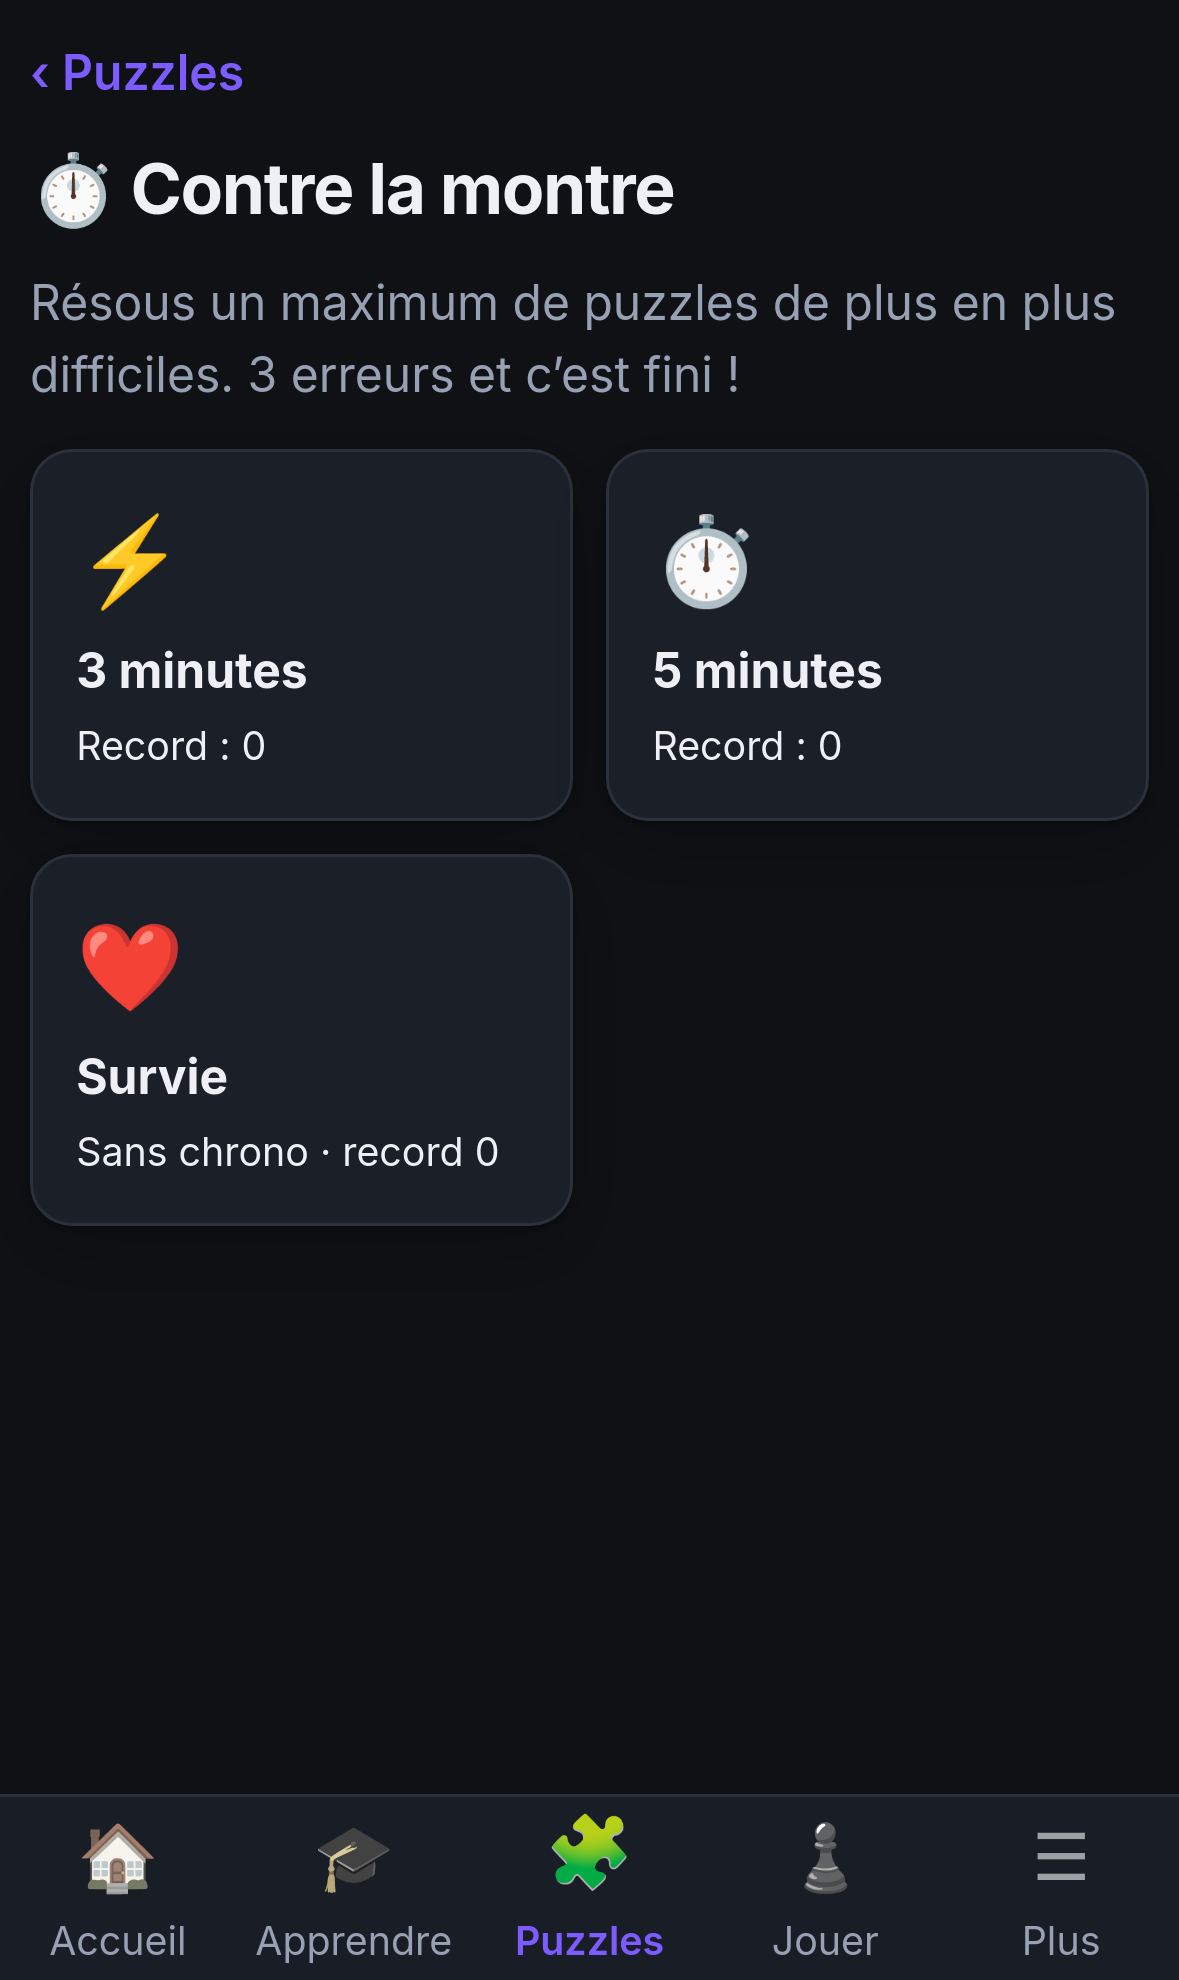 ‹ Puzzles
⏱️ Contre la montre
Résous un maximum de puzzles de plus en plus
difficiles. 3 erreurs et c’est fini !
3 minutes
Record : 0
5 minutes
Record : 0
Survie
Sans chrono · record 0
Accueil
Apprendre
Puzzles
Jouer
Plus